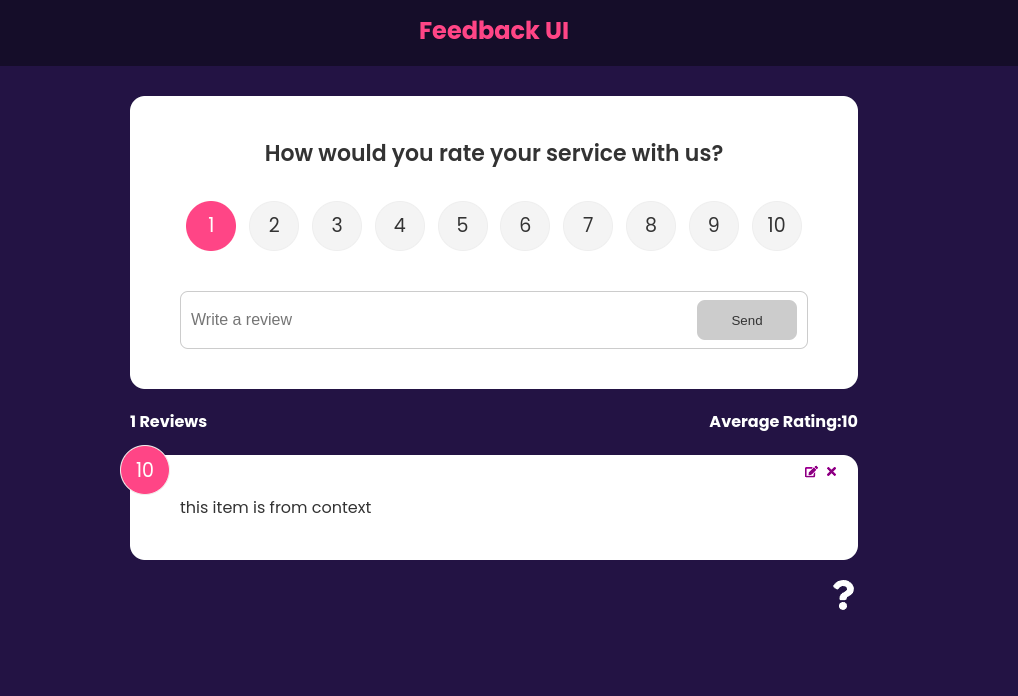 Feedback UI
How would you rate your service with us?
1 2 3 4 5 6 7 8 9 10
Write a review Send
1 Reviews Average Rating:10
10
this item is from context
?